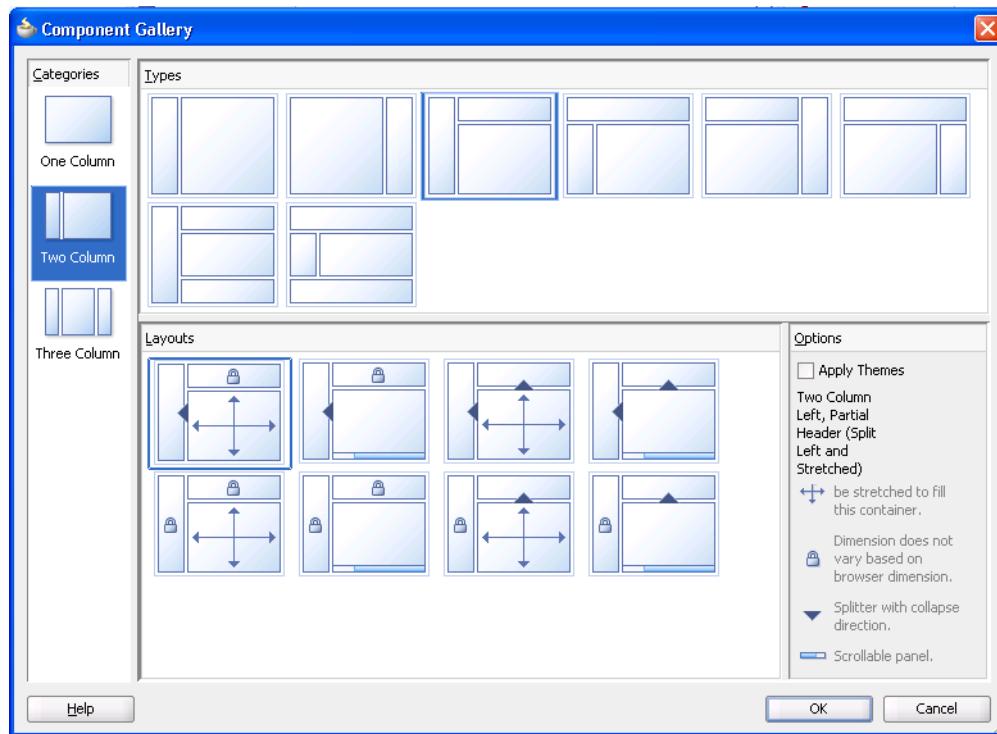 Component Gallery
Categories
One Column
Two Column
Three Column
Types
Layouts
Options
Apply Themes
Two Column
Left, Partial
Header (Split
Left and
Stretched)
be stretched to fill
this container.
Dimension does not
vary based on
browser dimension.
Splitter with collapse
direction.
Scrollable panel.
Help
OK
Cancel